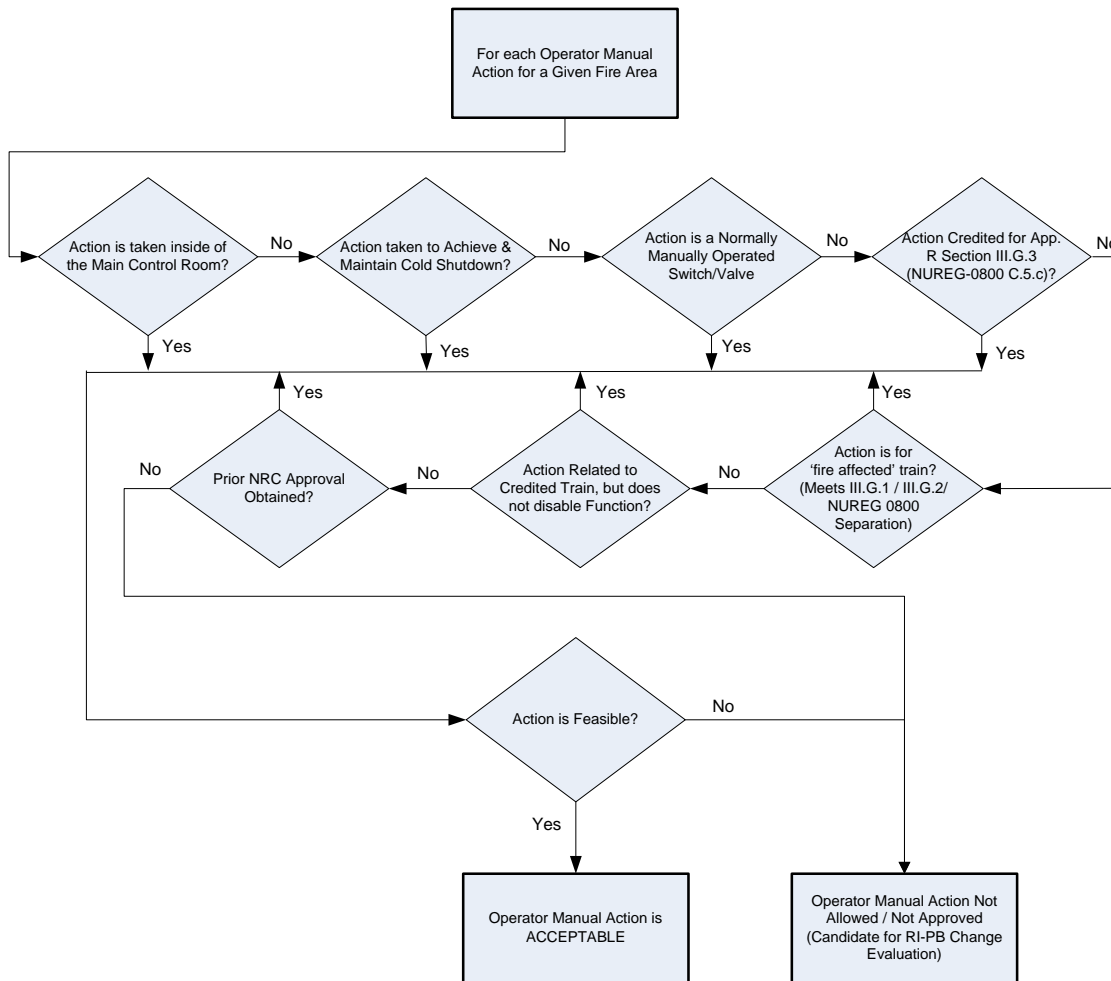 For each Operator Manual
Action for a Given Fire Area
Action is taken inside of
the Main Control Room?
No
Yes
Action taken to Achieve &
Maintain Cold Shutdown?
No
Yes
Action is a Normally
Manually Operated
Switch/Valve
No
Yes
Action Credited for App.
R Section III.G.3
(NUREG-0800 C.5.c)?
No
Yes
Action is for
'fire affected' train?
(Meets III.G.1 / III.G.2/
NUREG 0800
Separation)
Yes
No
Action Related to
Credited Train, but does
not disable Function?
Yes
No
Prior NRC Approval
Obtained?
Yes
No
Action is Feasible?
No
Yes
Operator Manual Action is
ACCEPTABLE
Operator Manual Action Not
Allowed / Not Approved
(Candidate for RI-PB Change
Evaluation)